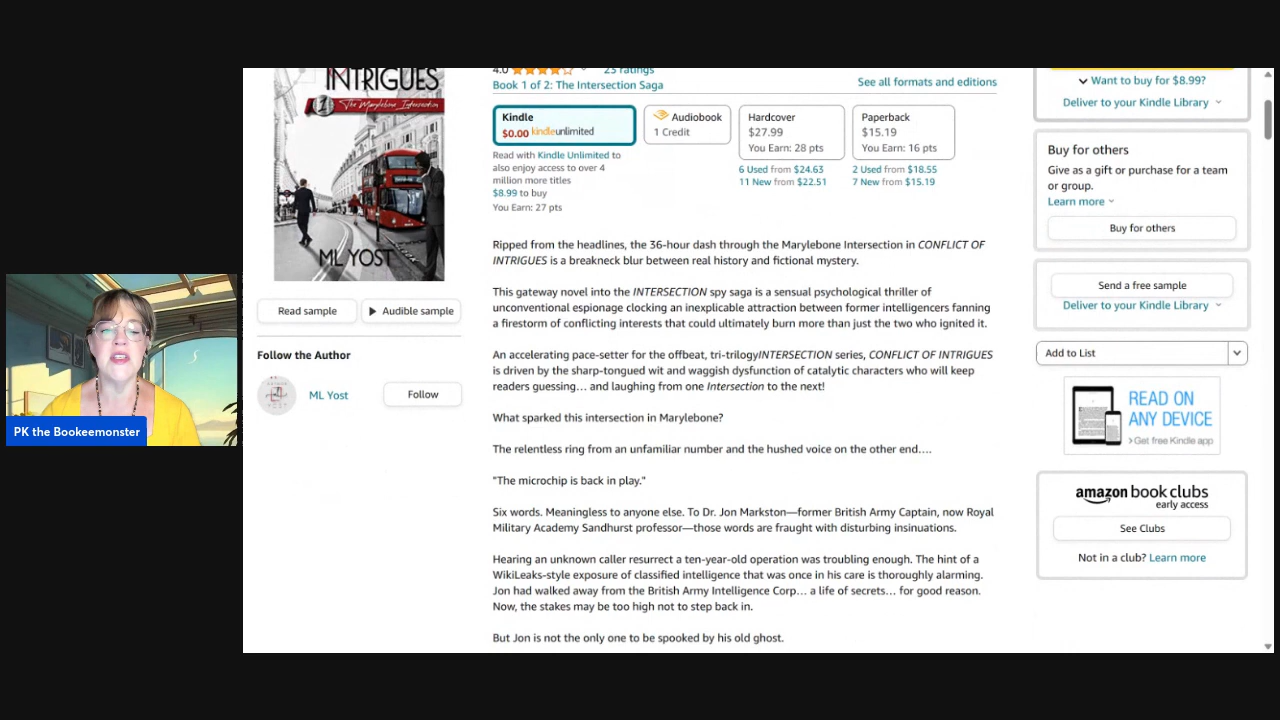 INTRIGUES
1 The Marylebone Intersection
ML YOST
Read sample
Audible sample
Follow the Author
ML Yost
Follow
PK the Bookeemonster
4.0
23 ratings
Book 1 of 2: The Intersection Saga
See all formats and editions
Kindle
$0.00 kindleunlimited
Audiobook
1 Credit
Hardcover
$27.99
You Earn: 28 pts
Paperback
$15.19
You Earn: 16 pts
Read with Kindle Unlimited to
also enjoy access to over 4
million more titles
$8.99 to buy
You Earn: 27 pts
6 Used from $24.63
11 New from $22.51
2 Used from $18.55
7 New from $15.19
Ripped from the headlines, the 36-hour dash through the Marylebone Intersection in CONFLICT OF
INTRIGUES is a breakneck blur between real history and fictional mystery.
This gateway novel into the INTERSECTION spy saga is a sensual psychological thriller of
unconventional espionage clocking an inexplicable attraction between former intelligencers fanning
a firestorm of conflicting interests that could ultimately burn more than just the two who ignited it.
An accelerating pace-setter for the offbeat, tri-trilogyINTERSECTION series, CONFLICT OF INTRIGUES
is driven by the sharp-tongued wit and waggish dysfunction of catalytic characters who will keep
readers guessing… and laughing from one Intersection to the next!
What sparked this intersection in Marylebone?
The relentless ring from an unfamiliar number and the hushed voice on the other end….
"The microchip is back in play."
Six words. Meaningless to anyone else. To Dr. Jon Markston—former British Army Captain, now Royal
Military Academy Sandhurst professor—those words are fraught with disturbing insinuations.
Hearing an unknown caller resurrect a ten-year-old operation was troubling enough. The hint of a
WikiLeaks-style exposure of classified intelligence that was once in his care is thoroughly alarming.
Jon had walked away from the British Army Intelligence Corp… a life of secrets… for good reason.
Now, the stakes may be too high not to step back in.
But Jon is not the only one to be spooked by his old ghost.
Want to buy for $8.99?
Deliver to your Kindle Library
Buy for others
Give as a gift or purchase for a team
or group.
Learn more
Buy for others
Send a free sample
Deliver to your Kindle Library
Add to List
READ ON
ANY DEVICE
› Get free Kindle app
amazon book clubs
early access
See Clubs
Not in a club? Learn more